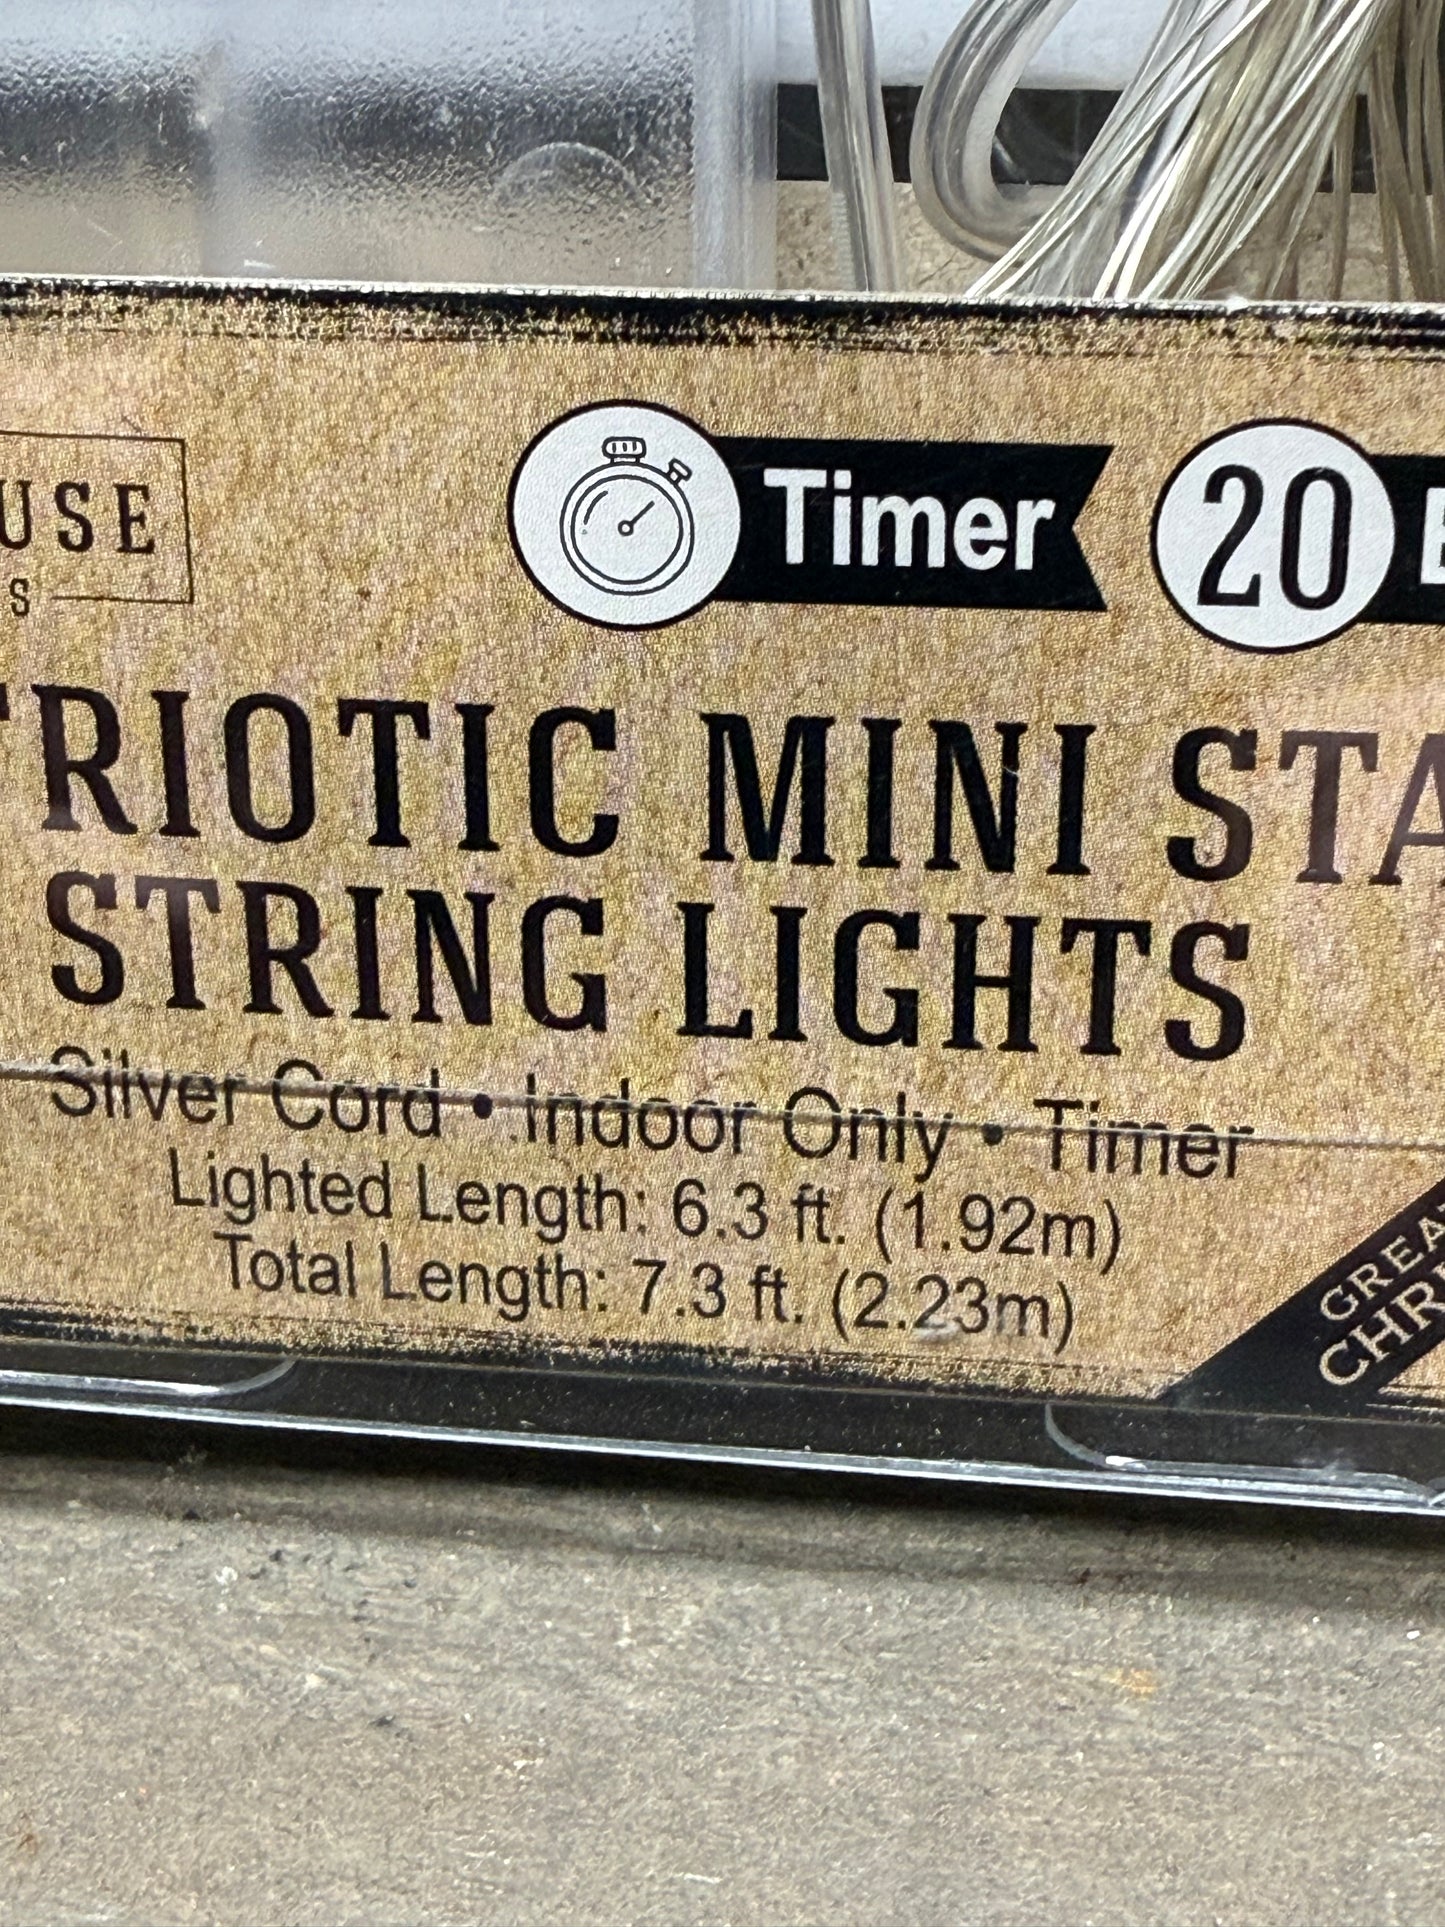 USE
S
Timer
20
TRIOTIC MINI STA
STRING LIGHTS
Silver Cord • Indoor Only • Timer
Lighted Length: 6.3 ft. (1.92m)
Total Length: 7.3 ft. (2.23m)
GREA
CHR